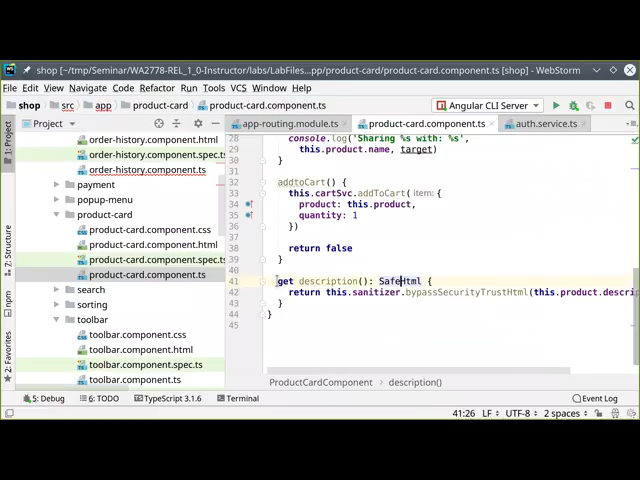 shop [~/tmp/Seminar/WA2778-REL_1_0-Instructor/labs/LabFiles...pp/product-card/product-card.component.ts [shop] - WebStorm
File Edit View Navigate Code Refactor Run Tools VCS Window Help
shop src app product-card product-card.component.ts Angular CLI Server
Project app-routing.module.ts product-card.component.ts auth.service.ts
1: Project
7: Structure
npm
2: Favorites
order-history.component.html
order-history.component.spec.ts
order-history.component.ts
payment
popup-menu
product-card
product-card.component.css
product-card.component.html
product-card.component.spec.ts
product-card.component.ts
search
sorting
toolbar
toolbar.component.css
toolbar.component.html
toolbar.component.spec.ts
toolbar.component.ts
28 console.log('Sharing %s with: %s',
29 this.product.name, target)
30 }
31
32 addtoCart() {
33 this.cartSvc.addToCart( item: {
34 product: this.product,
35 quantity: 1
36 })
37
38 return false
39 }
40
41 get description(): SafeHtml {
42 return this.sanitizer.bypassSecurityTrustHtml(this.product.descri
43 }
44 }
45
ProductCardComponent description()
5: Debug 6: TODO TypeScript 3.1.6 Terminal Event Log
41:26 LF UTF-8 2 spaces